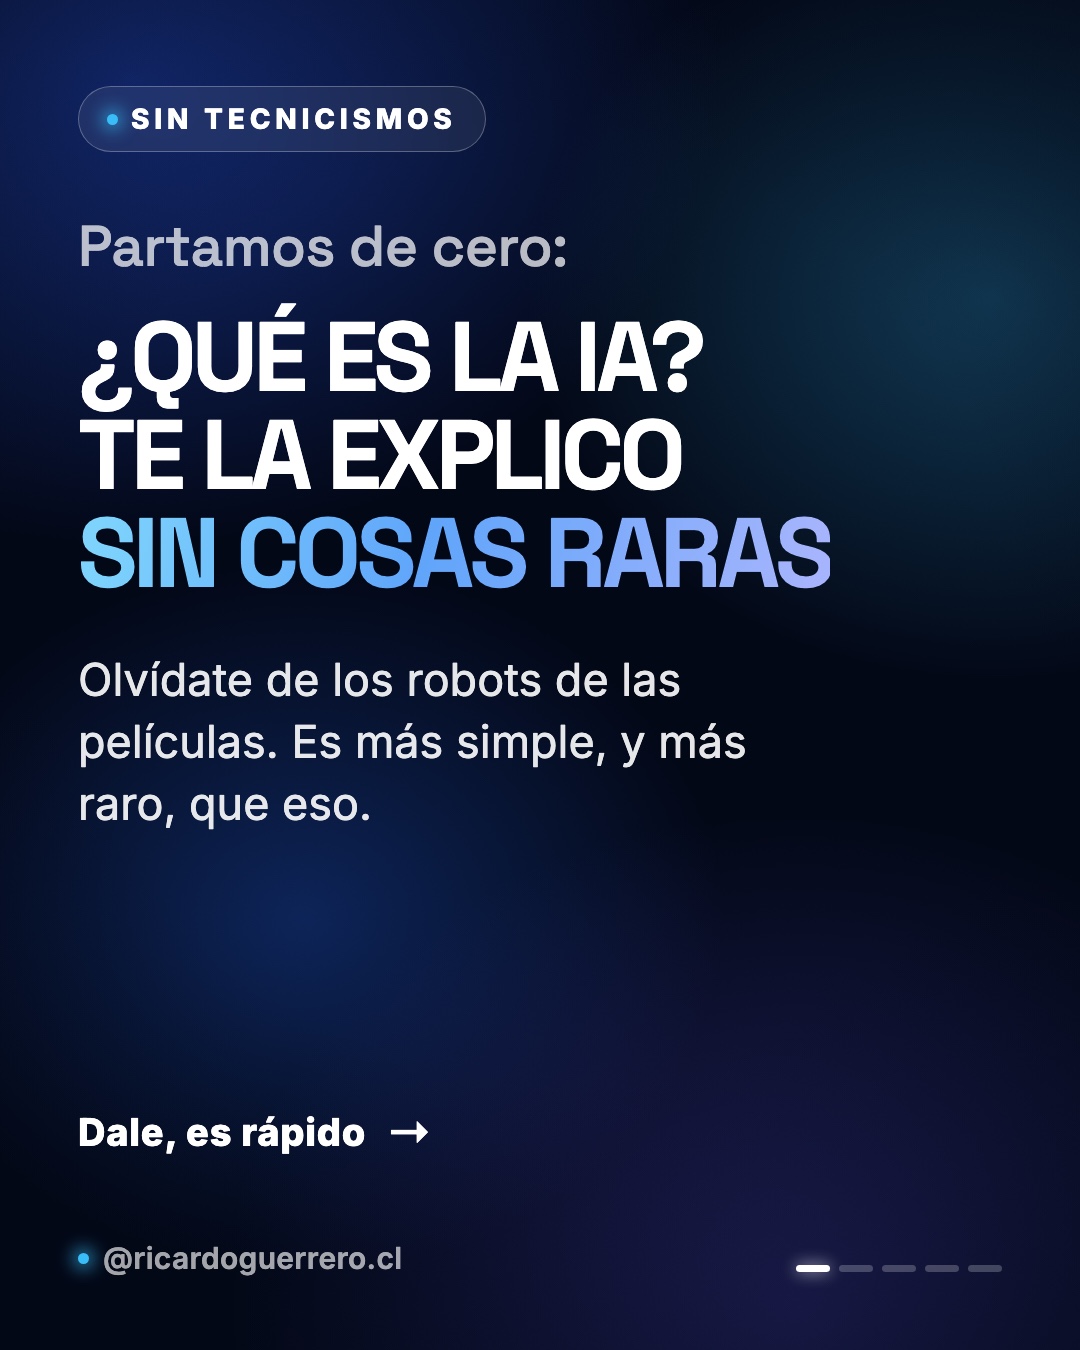 SIN TECNICISMOS
Partamos de cero:
¿QUÉ ES LA IA?
TE LA EXPLICO
SIN COSAS RARAS
Olvídate de los robots de las
películas. Es más simple, y más
raro, que eso.
Dale, es rápido →
@ricardoguerrero.cl